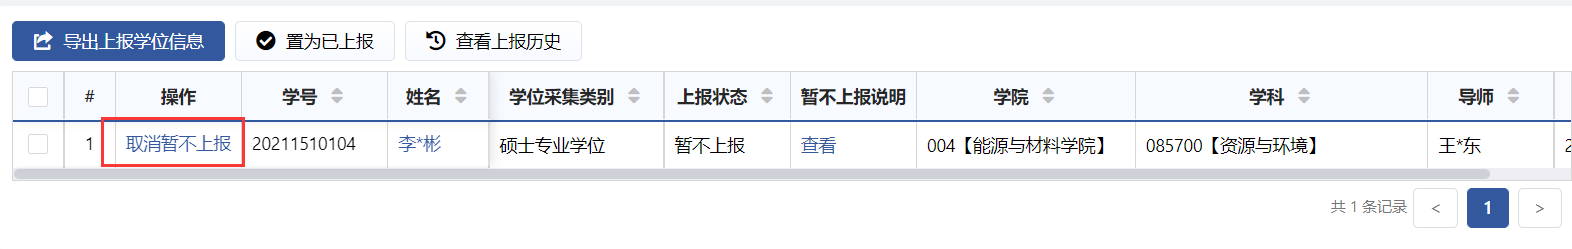 导出上报学位信息 置为已上报 查看上报历史
# 操作 学号 姓名 学位采集类别 上报状态 暂不上报说明 学院 学科 导师
1 取消暂不上报 20211510104 李*彬 硕士专业学位 暂不上报 查看 004【能源与材料学院】 085700【资源与环境】 王*东
共 1 条记录 < 1 >